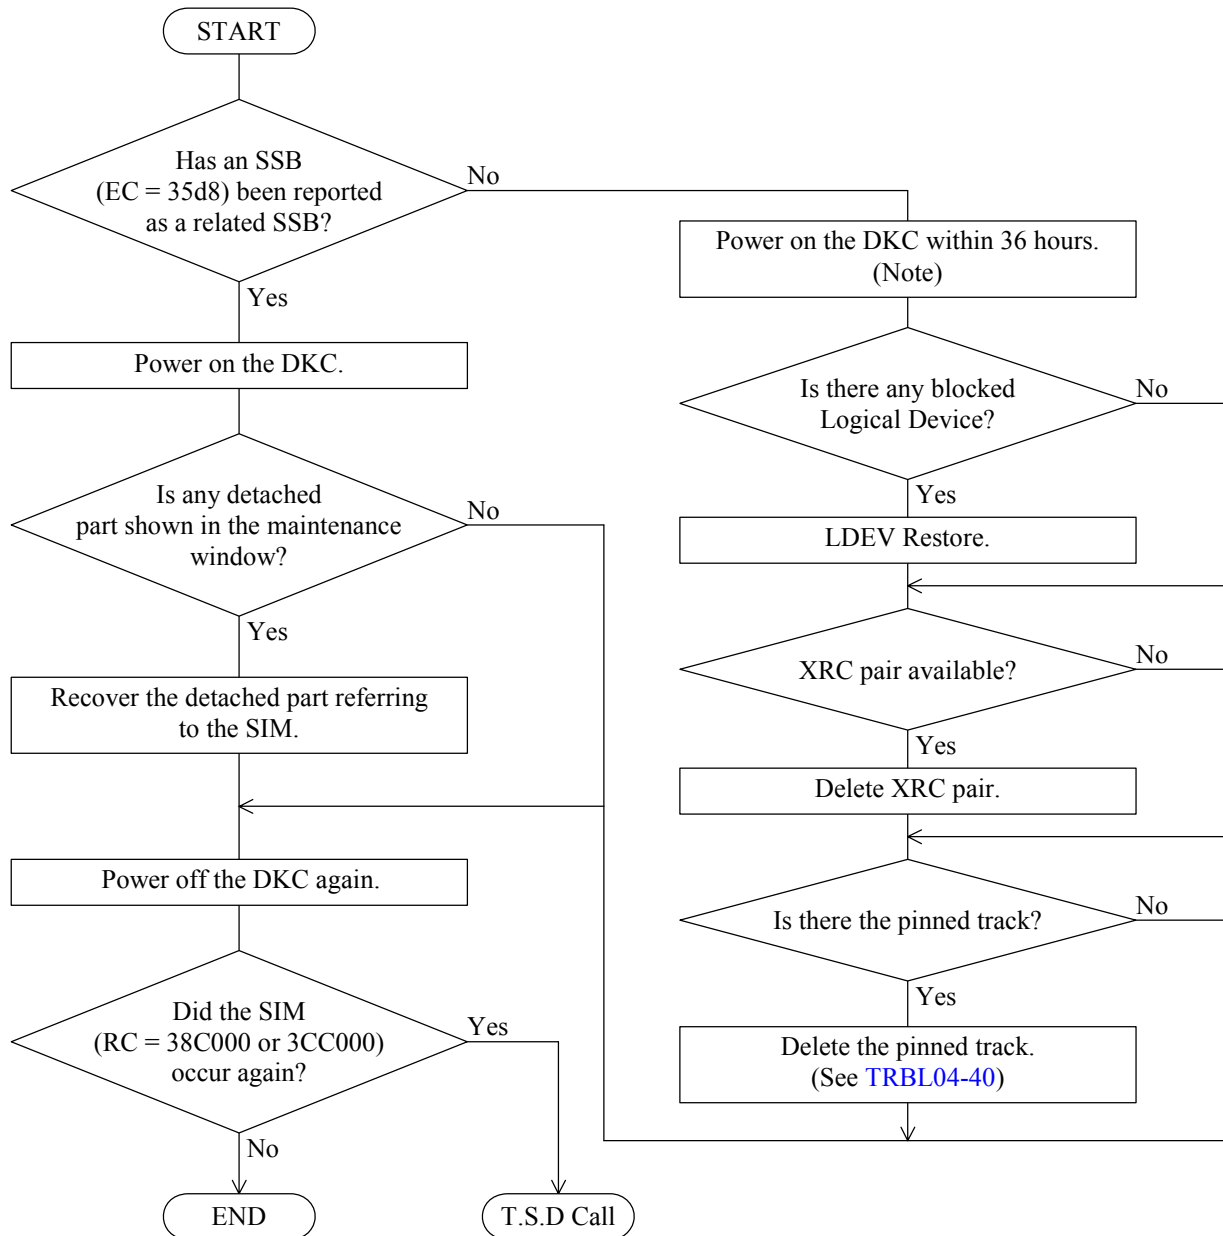 START
Has an SSB
(EC = 35d8) been reported
as a related SSB?
No
Yes
Power on the DKC.
Is any detached
part shown in the maintenance
window?
No
Yes
Recover the detached part referring
to the SIM.
Power off the DKC again.
Did the SIM
(RC = 38C000 or 3CC000)
occur again?
Yes
No
END
T.S.D Call
Power on the DKC within 36 hours.
(Note)
Is there any blocked
Logical Device?
No
Yes
LDEV Restore.
XRC pair available?
No
Yes
Delete XRC pair.
Is there the pinned track?
No
Yes
Delete the pinned track.
(See TRBL04-40)